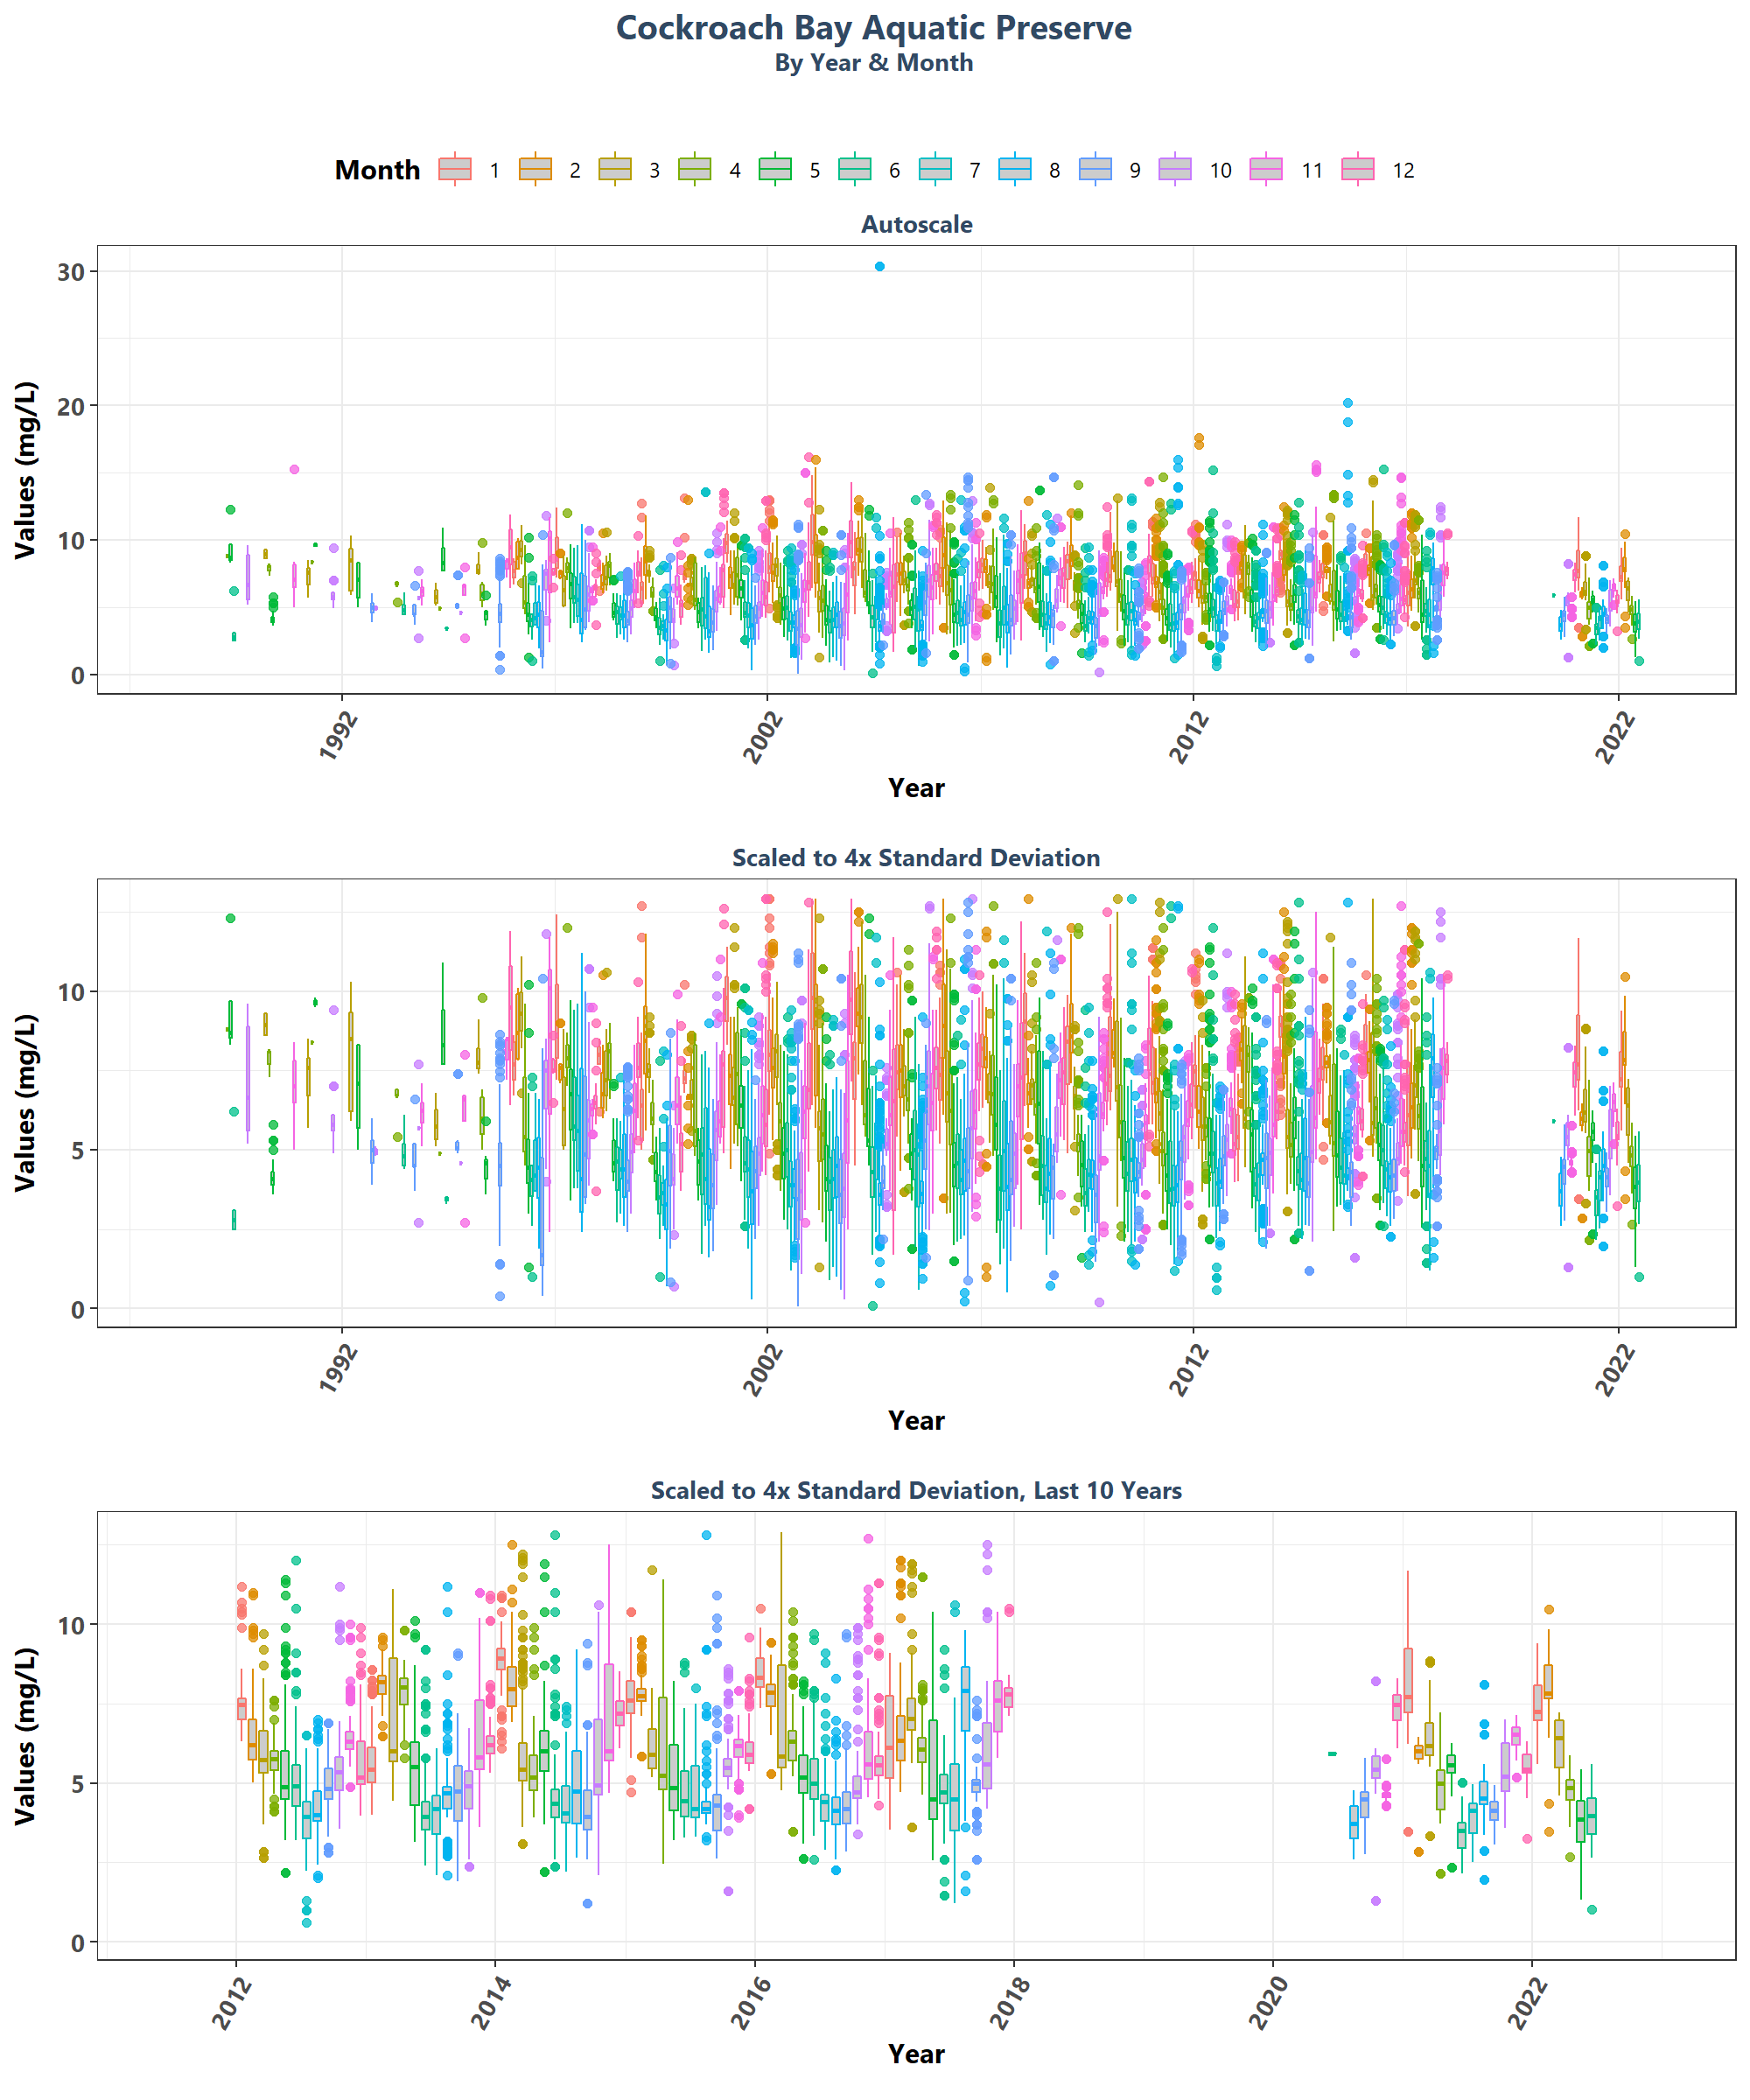 Cockroach Bay Aquatic Preserve
By Year & Month
Month 1 2 3 4 5 6 7 8 9 10 11 12
Autoscale
Values (mg/L)
30
20
10
0
1992 2002 2012 2022
Year
Scaled to 4x Standard Deviation
Values (mg/L)
10
5
0
1992 2002 2012 2022
Year
Scaled to 4x Standard Deviation, Last 10 Years
Values (mg/L)
10
5
0
2012 2014 2016 2018 2020 2022
Year